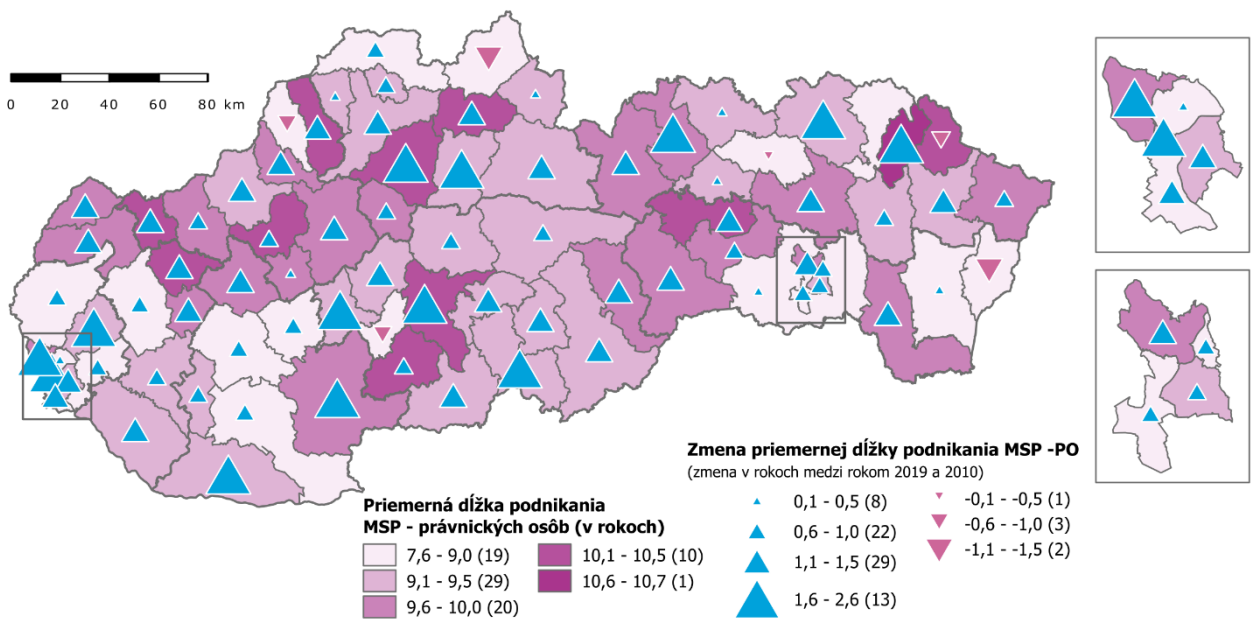 0 20 40 60 80 km
Priemerná dĺžka podnikania
MSP - právnických osôb (v rokoch)
7,6 - 9,0 (19)
9,1 - 9,5 (29)
9,6 - 10,0 (20)
10,1 - 10,5 (10)
10,6 - 10,7 (1)
Zmena priemernej dĺžky podnikania MSP -PO
(zmena v rokoch medzi rokom 2019 a 2010)
0,1 - 0,5 (8)
0,6 - 1,0 (22)
1,1 - 1,5 (29)
1,6 - 2,6 (13)
-0,1 - -0,5 (1)
-0,6 - -1,0 (3)
-1,1 - -1,5 (2)